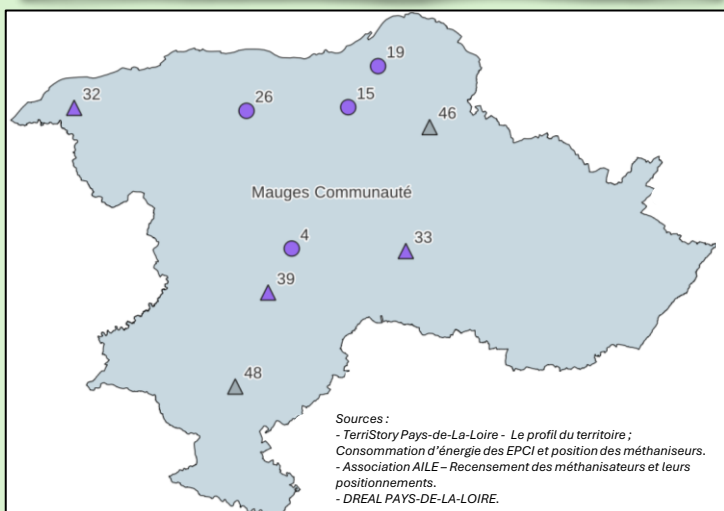 19
32
26
15
46
Mauges Communauté
4
33
39
48
Sources :
- TerriStory Pays-de-La-Loire - Le profil du territoire ;
Consommation d'énergie des EPCI et position des méthaniseurs.
- Association AILE – Recensement des méthanisateurs et leurs
positionnements.
- DREAL PAYS-DE-LA-LOIRE.